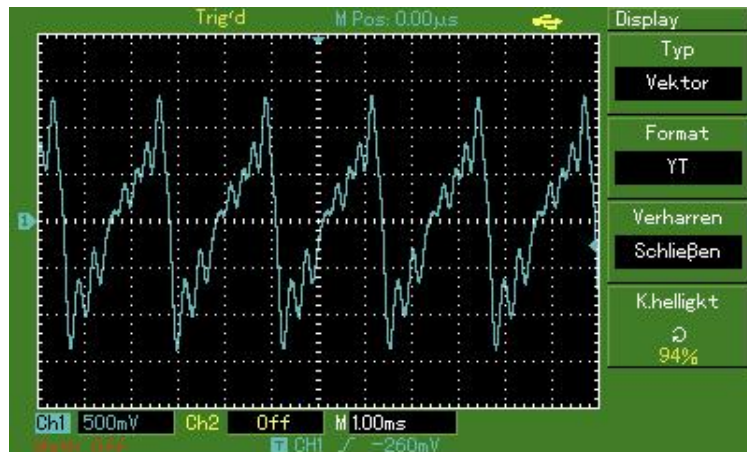 Trig'd M Pos: 0.00µs Display
Typ
Vektor
Format
YT
Verharren
Schließen
K.helligkt
94%
1
Ch1 500mV Ch2 Off M 1.00ms
T CH1 -260mV